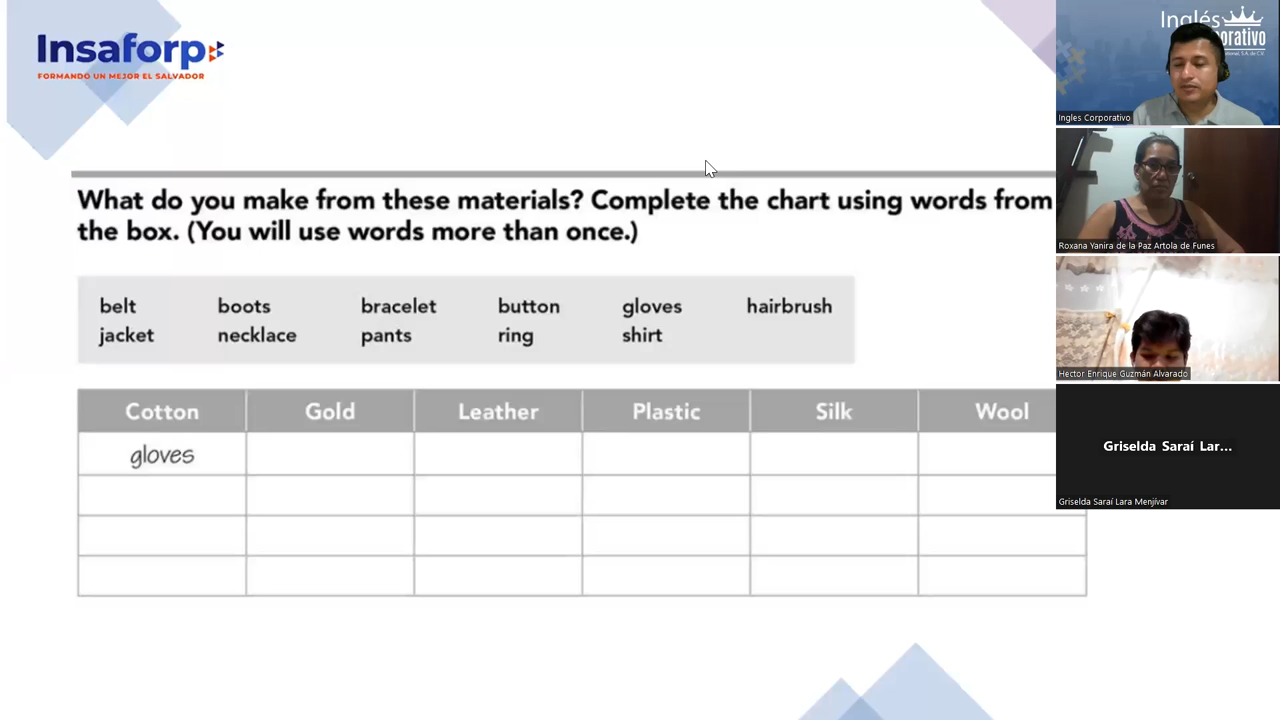 Insaforp
FORMANDO UN MEJOR EL SALVADOR
What do you make from these materials? Complete the chart using words from
the box. (You will use words more than once.)
belt boots bracelet button gloves hairbrush
jacket necklace pants ring shirt
Cotton Gold Leather Plastic Silk Wool
gloves
Inglés
Ingles Corporativo
Roxana Yanira de la Paz Artola de Funes
Hector Enrique Guzmán Alvarado
Griselda Saraí Lar...
Griselda Saraí Lara Menjívar